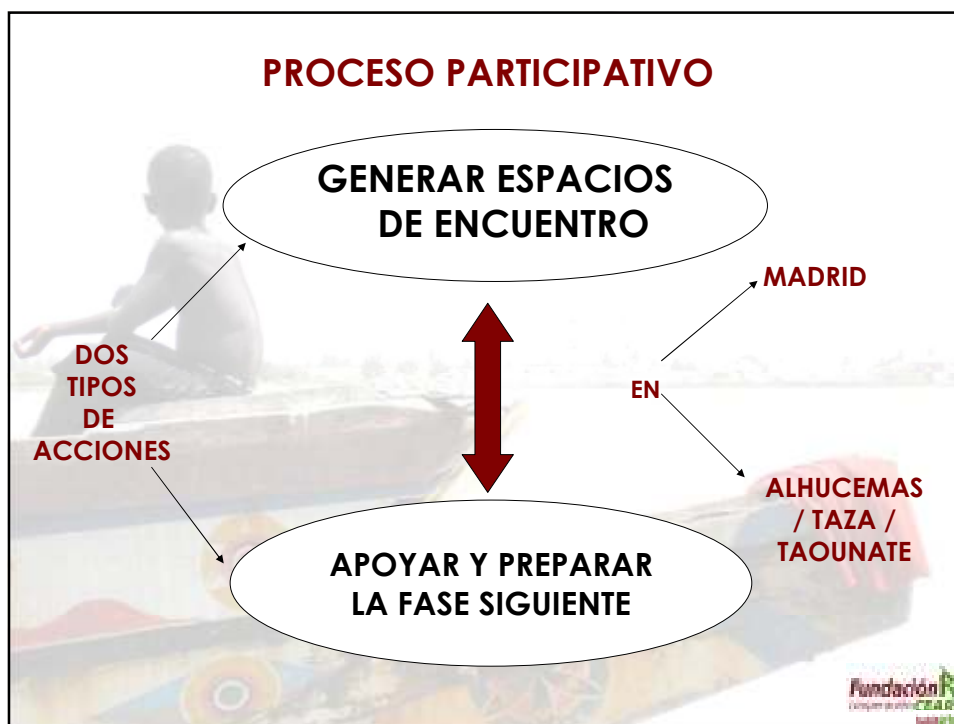 PROCESO PARTICIPATIVO
GENERAR ESPACIOS
DE ENCUENTRO
MADRID
DOS
TIPOS
DE
ACCIONES
EN
ALHUCEMAS
/ TAZA /
TAOUNATE
APOYAR Y PREPARAR
LA FASE SIGUIENTE
Fundación
CEAR